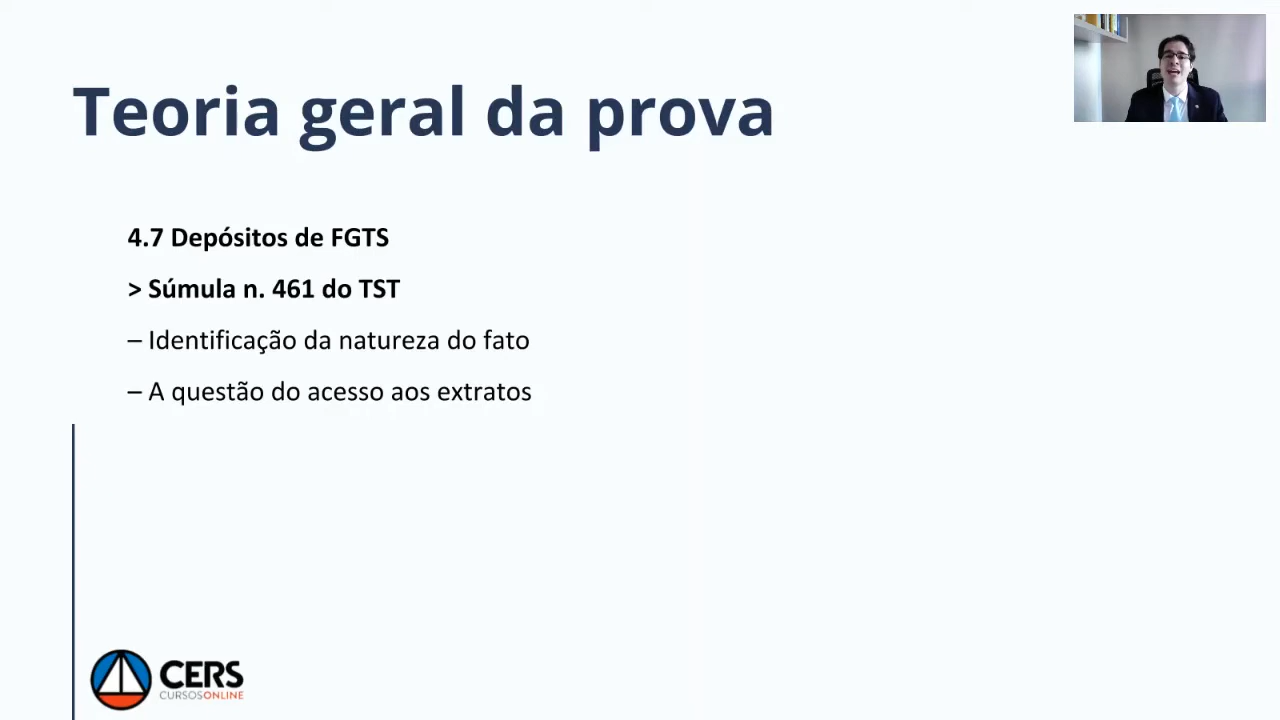 Teoria geral da prova
4.7 Depósitos de FGTS
> Súmula n. 461 do TST
– Identificação da natureza do fato
– A questão do acesso aos extratos
CERS
CURSOSONLINE